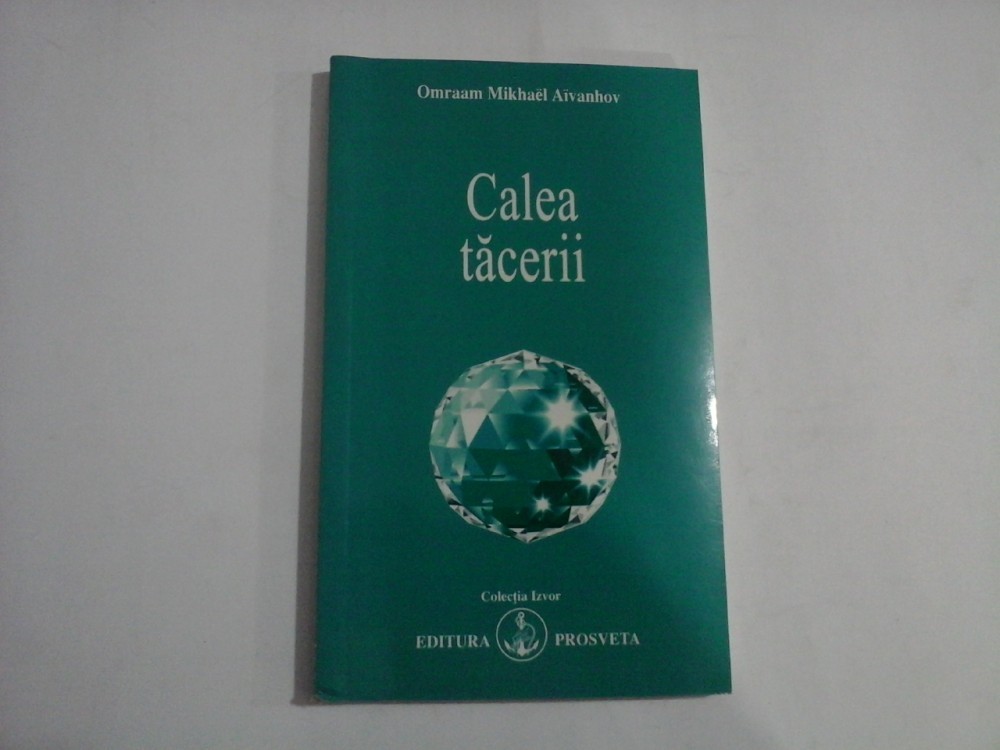 Omraam Mikhaël Aïvanhov
Calea
tăcerii
Colecția Izvor
EDITURA PROSVETA